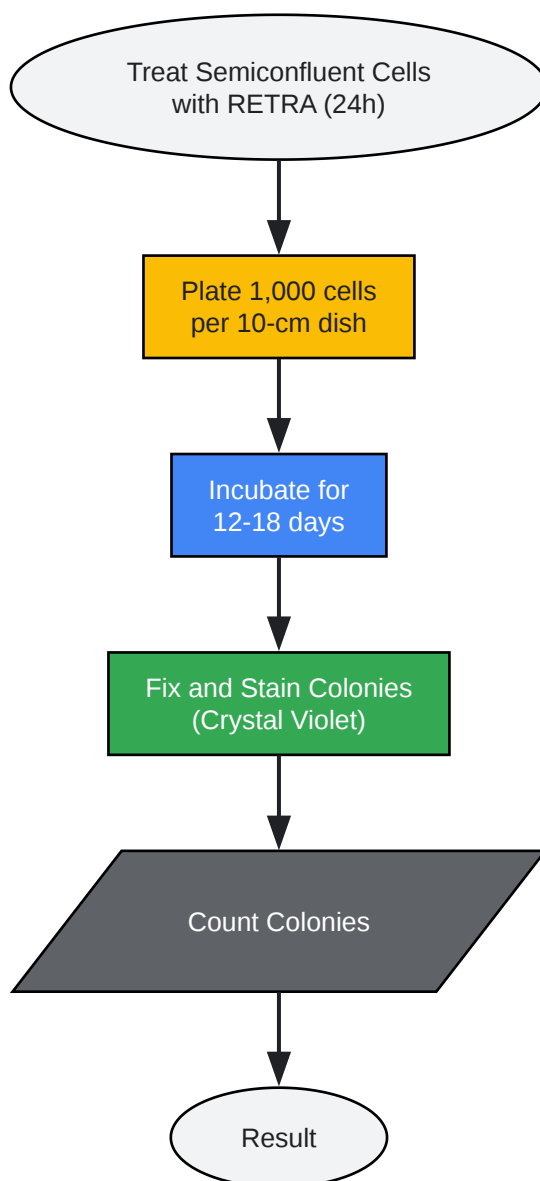 Treat Semiconfluent Cells
with RETRA (24h)
Plate 1,000 cells
per 10-cm dish
Incubate for
12-18 days
Fix and Stain Colonies
(Crystal Violet)
Count Colonies
Result